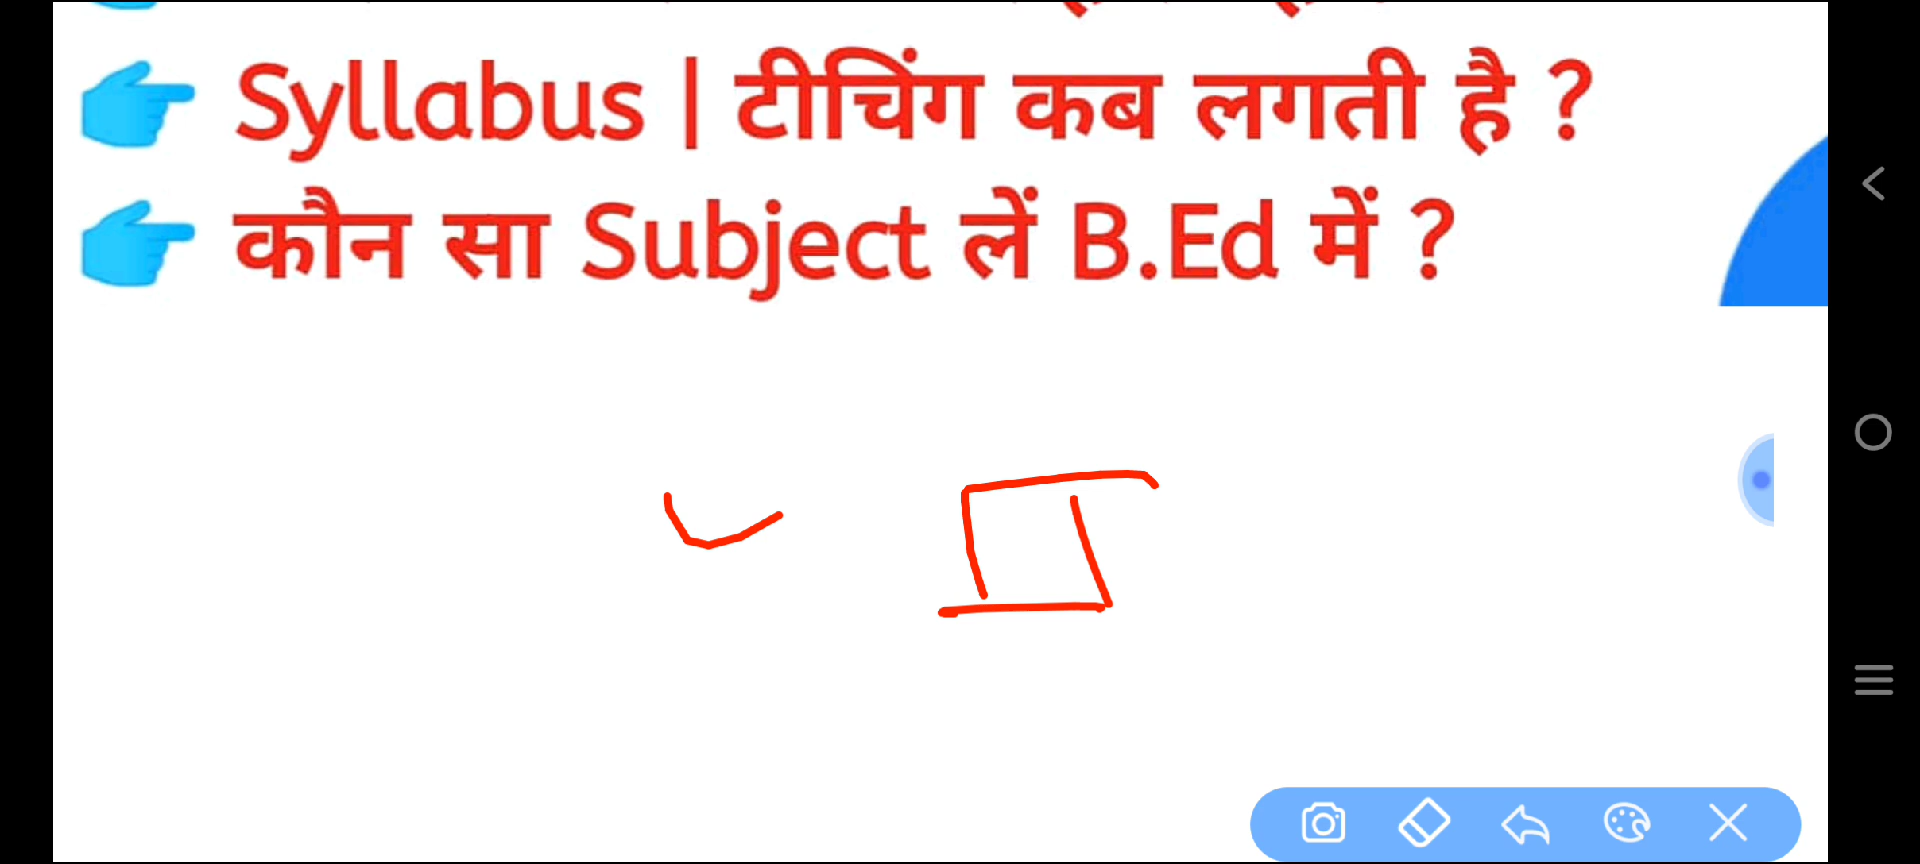 Syllabus | टीचिंग कब लगती है ?
कौन सा Subject लें B.Ed में ?